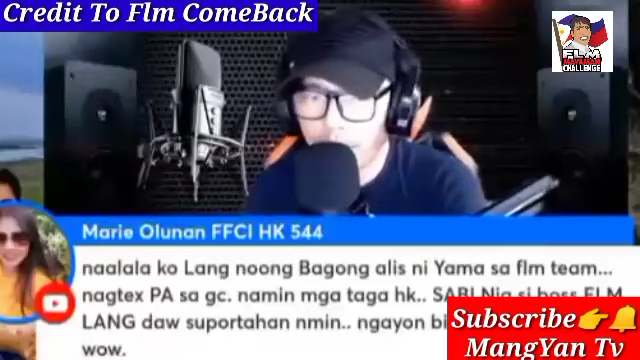 Credit To Flm ComeBack
FLM
CHALLENGE
Marie Olunan FFCI HK 544
naalala ko Lang noong Bagong alis ni Yama sa flm team...
nagtex PA sa gc. namin mga taga hk.. SABI Nia si boss FLM
LANG daw suportahan nmin.. ngayon bi
wow.
Subscribe👉🔔
MangYan Tv